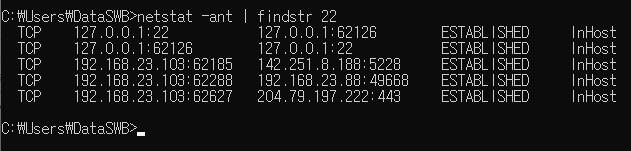 C:₩Users₩DataSWB>netstat -ant | findstr 22
TCP 127.0.0.1:22 127.0.0.1:62126 ESTABLISHED InHost
TCP 127.0.0.1:62126 127.0.0.1:22 ESTABLISHED InHost
TCP 192.168.23.103:62185 142.251.8.188:5228 ESTABLISHED InHost
TCP 192.168.23.103:62288 192.168.23.88:49668 ESTABLISHED InHost
TCP 192.168.23.103:62627 204.79.197.222:443 ESTABLISHED InHost
C:₩Users₩DataSWB>